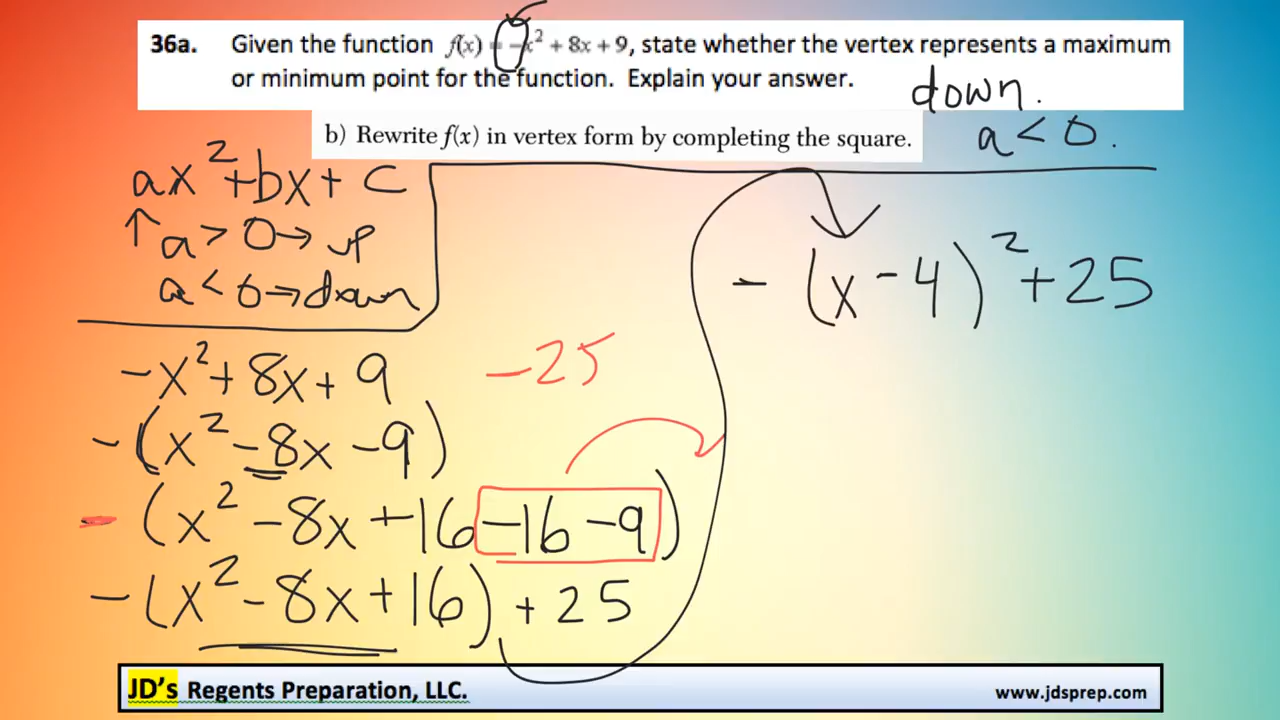 36a. Given the function f(x) = -x² + 8x + 9, state whether the vertex represents a maximum
or minimum point for the function. Explain your answer.
down.
b) Rewrite f(x) in vertex form by completing the square.
a < 0.
ax² + bx + c
↑ a > 0 → up
a < 0 → down
-(x - 4)² + 25
-x² + 8x + 9
-25
-(x² - 8x - 9)
-(x² - 8x + 16 - 16 - 9)
-(x² - 8x + 16) + 25
JD's Regents Preparation, LLC.
www.jdsprep.com